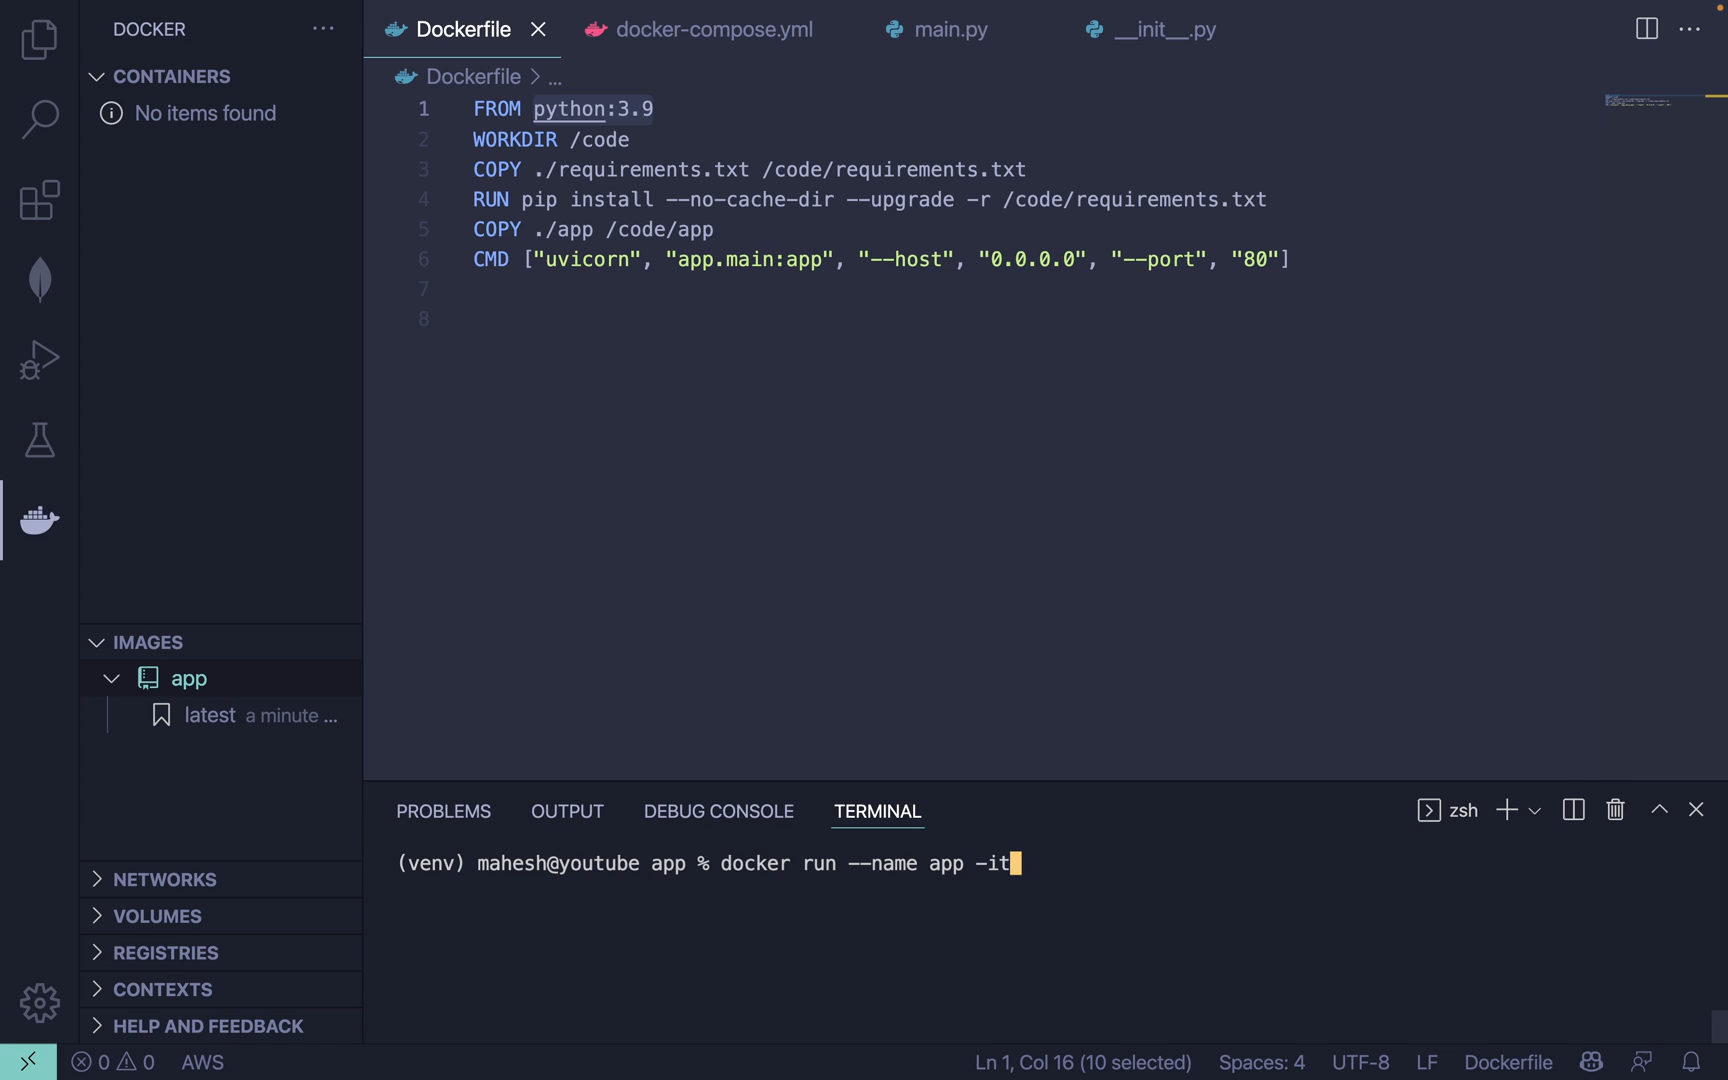 DOCKER
CONTAINERS
No items found
IMAGES
app
latest a minute ...
NETWORKS
VOLUMES
REGISTRIES
CONTEXTS
HELP AND FEEDBACK
Dockerfile docker-compose.yml main.py __init__.py
Dockerfile > ...
1 FROM python:3.9
2 WORKDIR /code
3 COPY ./requirements.txt /code/requirements.txt
4 RUN pip install --no-cache-dir --upgrade -r /code/requirements.txt
5 COPY ./app /code/app
6 CMD ["uvicorn", "app.main:app", "--host", "0.0.0.0", "--port", "80"]
7
8
PROBLEMS OUTPUT DEBUG CONSOLE TERMINAL zsh
(venv) mahesh@youtube app % docker run --name app -it
0 0 AWS Ln 1, Col 16 (10 selected) Spaces: 4 UTF-8 LF Dockerfile